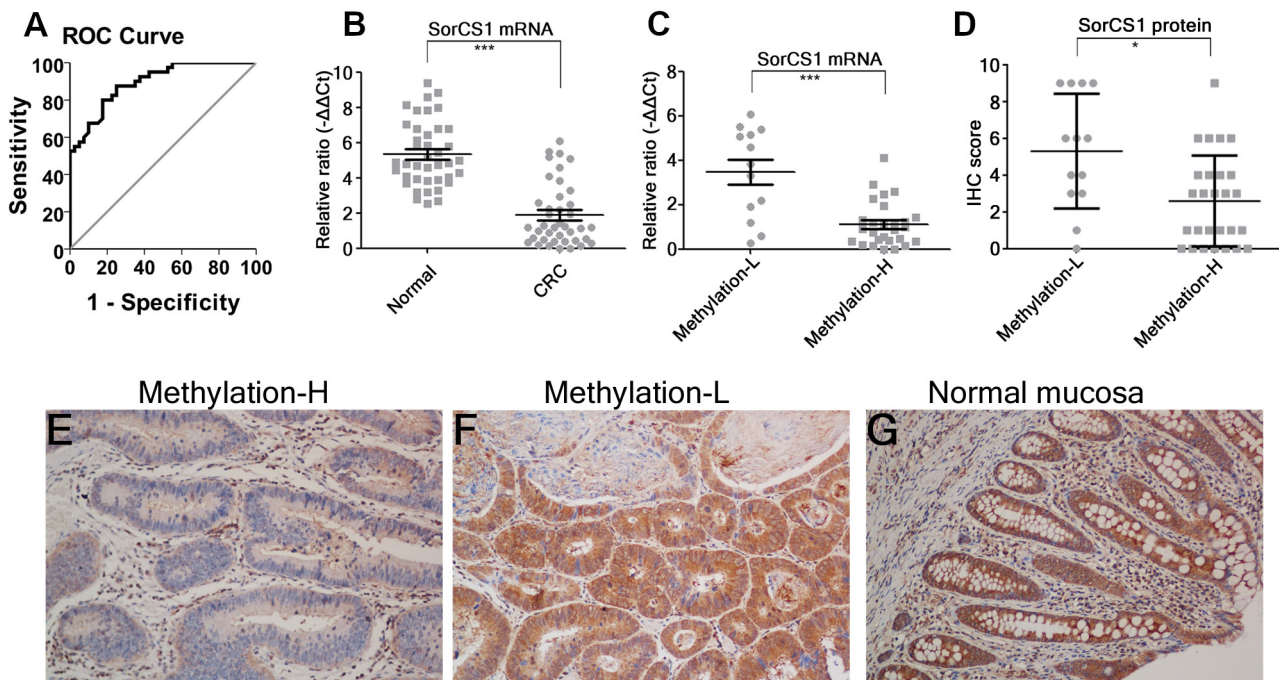 A
ROC Curve
100
80
60
40
20
0
Sensitivity
0 20 40 60 80 100
1 - Specificity
B
SorCS1 mRNA
***
Relative ratio (-ΔΔCt)
10
8
6
4
2
0
Normal
CRC
C
SorCS1 mRNA
***
Relative ratio (-ΔΔCt)
8
6
4
2
0
Methylation-L
Methylation-H
D
SorCS1 protein
*
IHC score
10
8
6
4
2
0
Methylation-L
Methylation-H
Methylation-H
E
Methylation-L
F
Normal mucosa
G